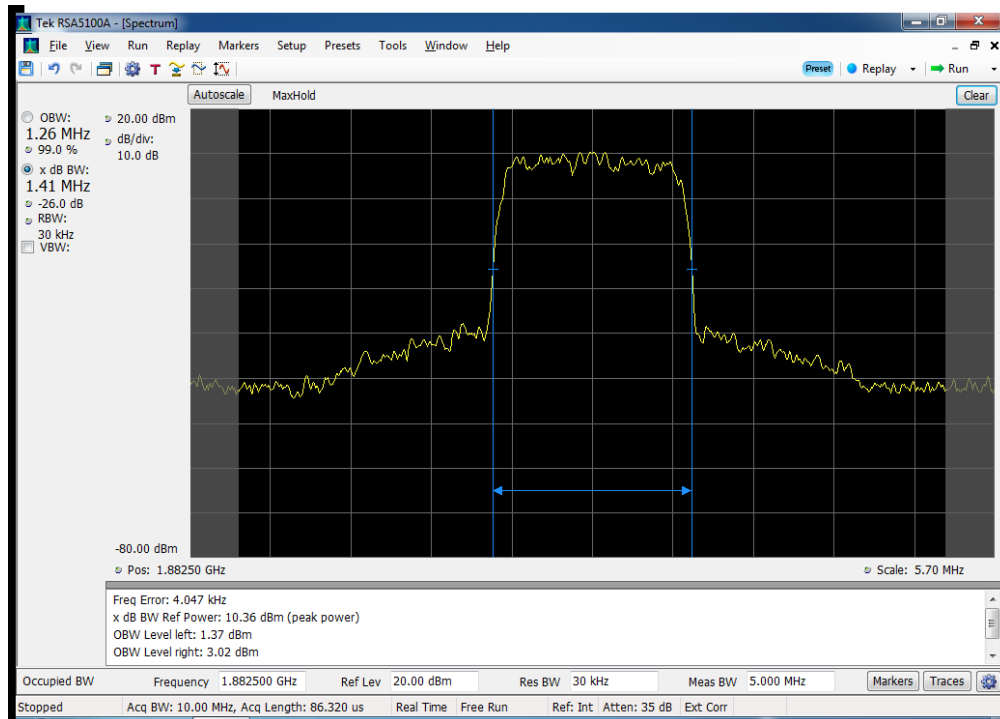 Tek RSA5100A - [Spectrum]
File View Run Replay Markers Setup Presets Tools Window Help
T Preset Replay Run
Autoscale MaxHold Clear
OBW:
1.26 MHz
99.0 %
x dB BW:
1.41 MHz
-26.0 dB
RBW:
30 kHz
VBW:
20.00 dBm
dB/div:
10.0 dB
-80.00 dBm
Pos: 1.88250 GHz Scale: 5.70 MHz
Freq Error: 4.047 kHz
x dB BW Ref Power: 10.36 dBm (peak power)
OBW Level left: 1.37 dBm
OBW Level right: 3.02 dBm
Occupied BW Frequency 1.882500 GHz Ref Lev 20.00 dBm Res BW 30 kHz Meas BW 5.000 MHz Markers Traces
Stopped Acq BW: 10.00 MHz, Acq Length: 86.320 us Real Time Free Run Ref: Int Atten: 35 dB Ext Corr